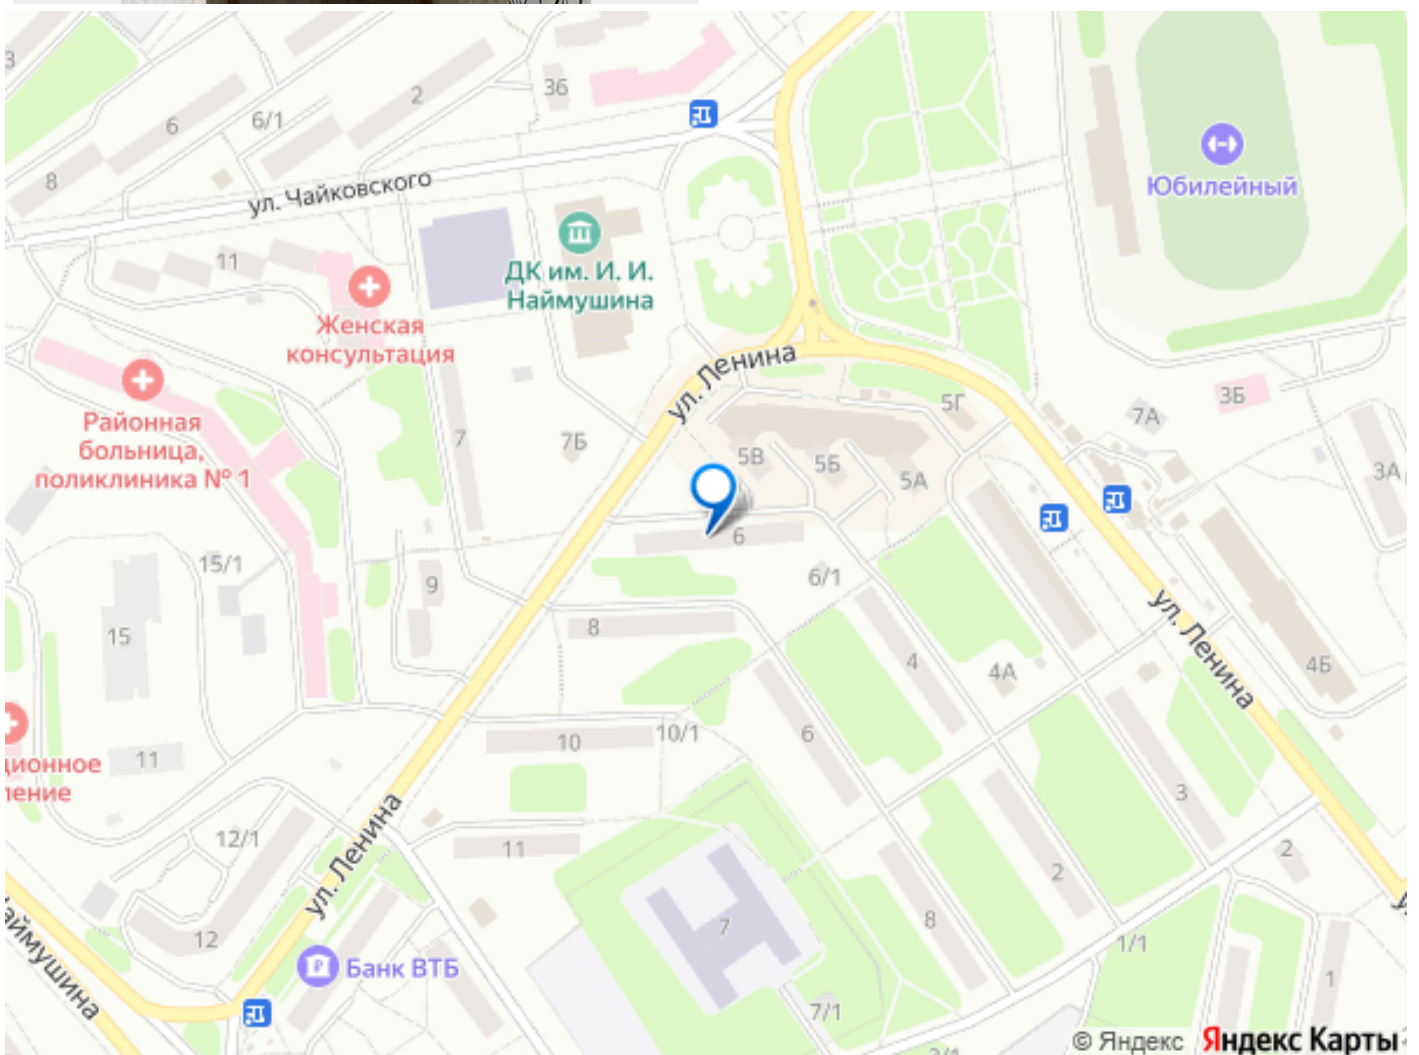 3
2
3б
6/1
6
8
ул. Чайковского
Юбилейный
11
ДК им. И. И.
Наймушина
Женская
консультация
ул. Ленина
Районная
больница,
поликлиника № 1
7
7Б
5Г
5В
5Б
5А
7А
3Б
3А
6
15/1
9
6/1
15
8
4
4А
ул. Ленина
4Б
10
10/1
6
11
ционное
ление
3
12/1
11
ул. Ленина
2
2
12
7
8
1/1
Банк ВТБ
1
аймушина
7/1
© Яндекс
Яндекс Карты